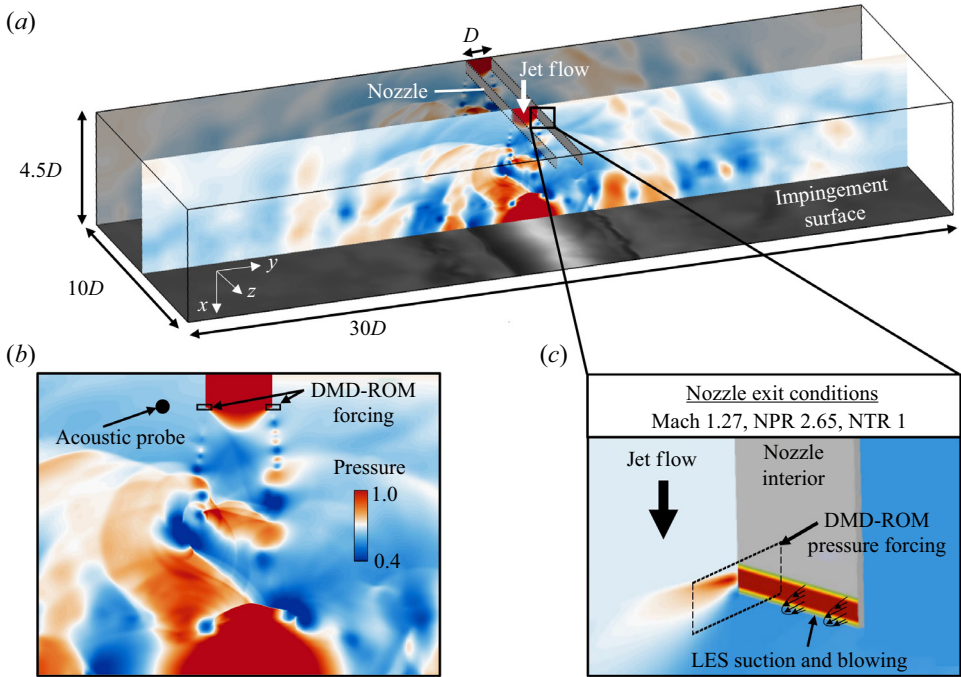 (a)
D
Jet flow
Nozzle
4.5D
Impingement
surface
y
x
z
10D
30D
(b)
DMD-ROM
forcing
Acoustic probe
Pressure
1.0
0.4
(c)
Nozzle exit conditions
Mach 1.27, NPR 2.65, NTR 1
Nozzle
interior
Jet flow
DMD-ROM
pressure forcing
LES suction and blowing